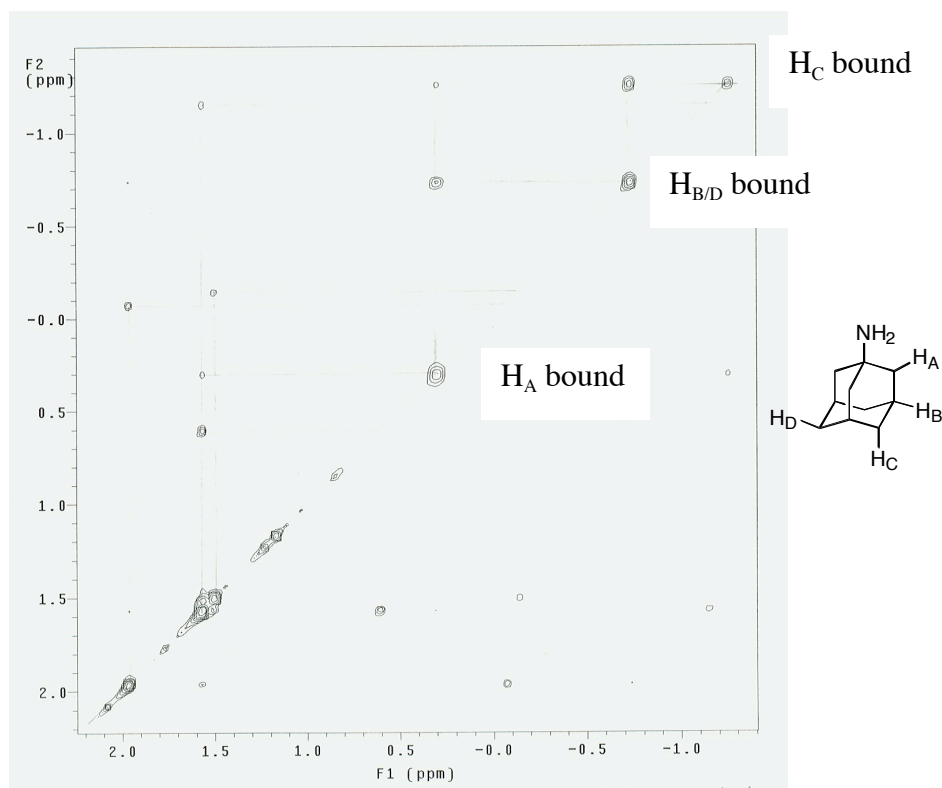 F2
(ppm)
H_C bound
-1.0
H_B/D bound
-0.5
-0.0
NH2
H_A bound
H_A
0.5
H_B
H_D
H_C
1.0
1.5
2.0
2.0 1.5 1.0 0.5 -0.0 -0.5 -1.0
F1 (ppm)